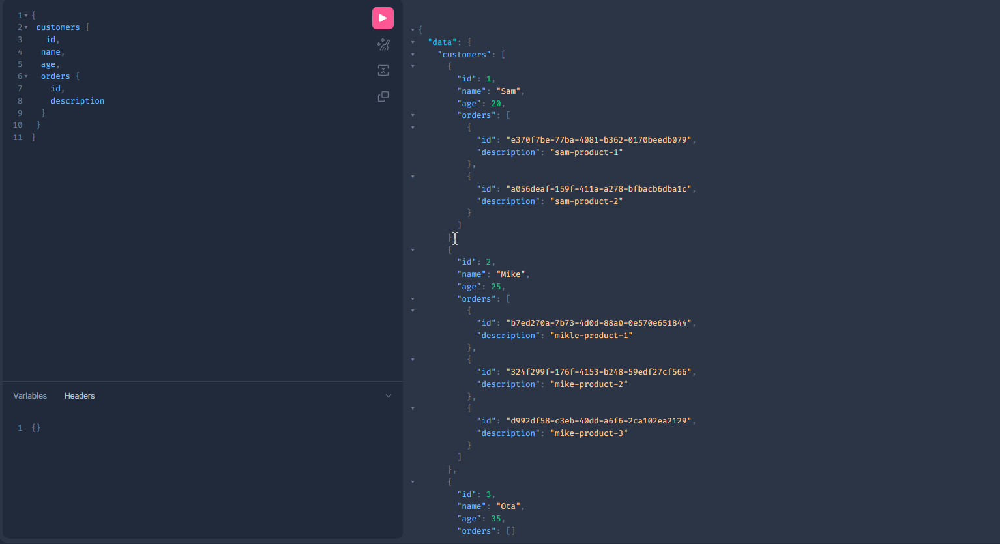 1 {
2 customers {
3 id,
4 name,
5 age,
6 orders {
7 id,
8 description
9 }
10 }
11 }
Variables Headers
1 {}
{
"data": {
"customers": [
{
"id": 1,
"name": "Sam",
"age": 20,
"orders": [
{
"id": "e370f7be-77ba-4081-b362-0170beedb079",
"description": "sam-product-1"
},
{
"id": "a056deaf-159f-411a-a278-bfbacb6dba1c",
"description": "sam-product-2"
}
]
},
{
"id": 2,
"name": "Mike",
"age": 25,
"orders": [
{
"id": "b7ed270a-7b73-4d0d-88a0-0e570e651844",
"description": "mikle-product-1"
},
{
"id": "324f299f-176f-4153-b248-59edf27cf566",
"description": "mike-product-2"
},
{
"id": "d992df58-c3eb-40dd-a6f6-2ca102ea2129",
"description": "mike-product-3"
}
]
},
{
"id": 3,
"name": "Ota",
"age": 35,
"orders": []